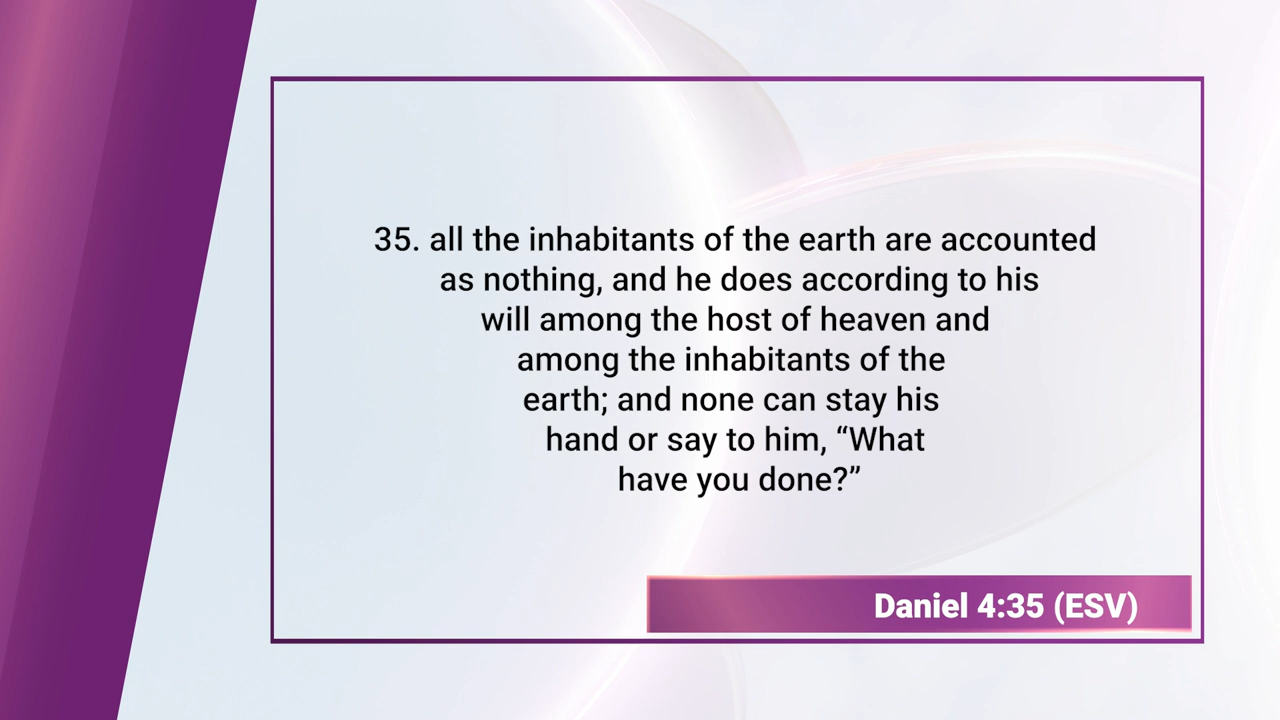 35. all the inhabitants of the earth are accounted
as nothing, and he does according to his
will among the host of heaven and
among the inhabitants of the
earth; and none can stay his
hand or say to him, “What
have you done?”
Daniel 4:35 (ESV)